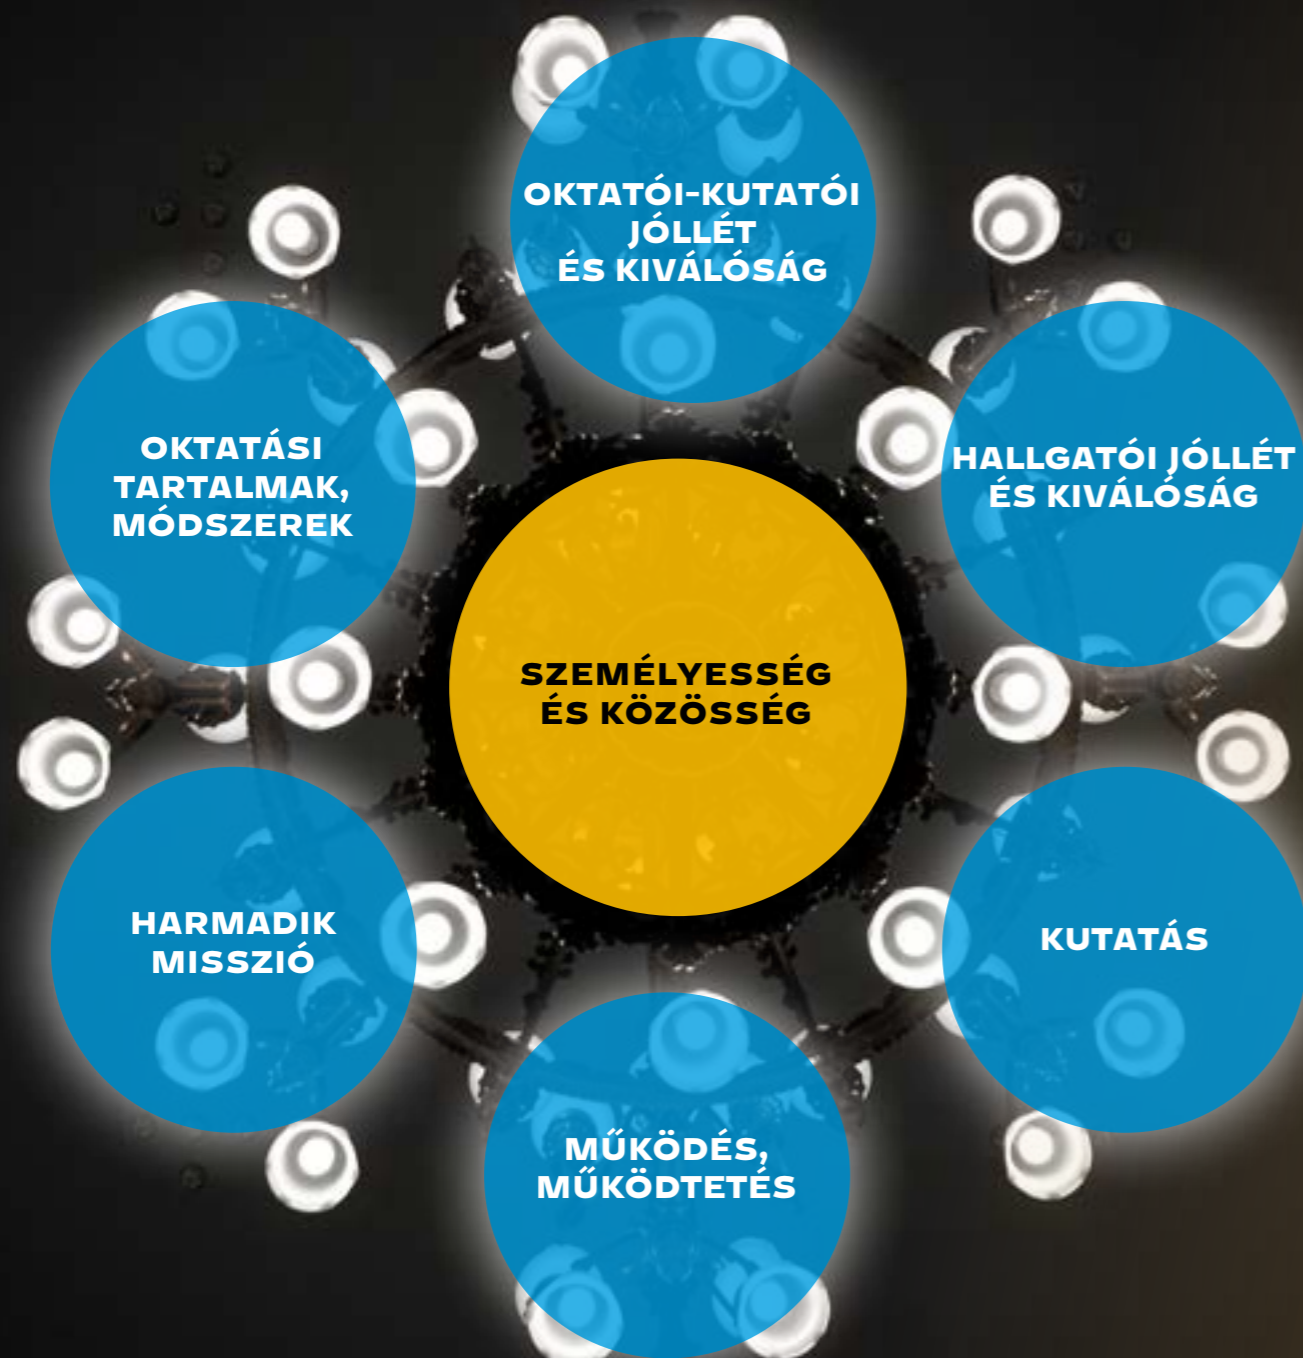 OKTATÓI-KUTATÓI
JÓLLÉT
ÉS KIVÁLÓSÁG
OKTATÁSI
TARTALMAK,
MÓDSZEREK
HALLGATÓI JÓLLÉT
ÉS KIVÁLÓSÁG
SZEMÉLYESSÉG
ÉS KÖZÖSSÉG
HARMADIK
MISSZIÓ
KUTATÁS
MŰKÖDÉS,
MŰKÖDTETÉS